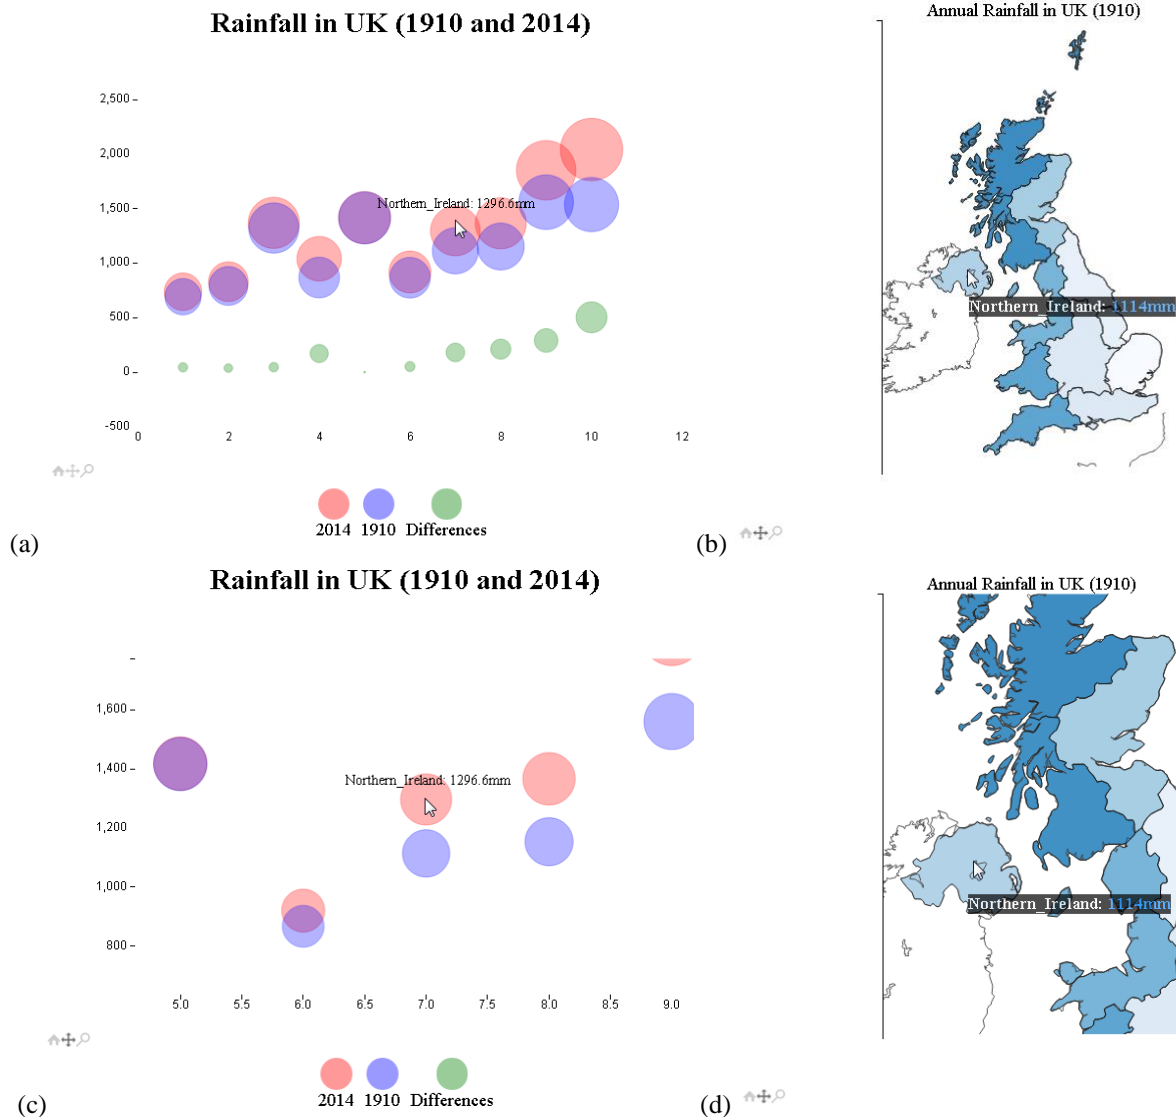 Rainfall in UK (1910 and 2014)
2,500
2,000
1,500
1,000
500
0
-500
0 2 4 6 8 10 12
Northern_Ireland: 1296.6mm
2014 1910 Differences
(a)
Annual Rainfall in UK (1910)
Northern_Ireland: 1114mm
(b)
Rainfall in UK (1910 and 2014)
1,600
1,400
1,200
1,000
800
5.0 5.5 6.0 6.5 7.0 7.5 8.0 8.5 9.0
Northern_Ireland: 1296.6mm
2014 1910 Differences
(c)
Annual Rainfall in UK (1910)
Northern_Ireland: 1114mm
(d)